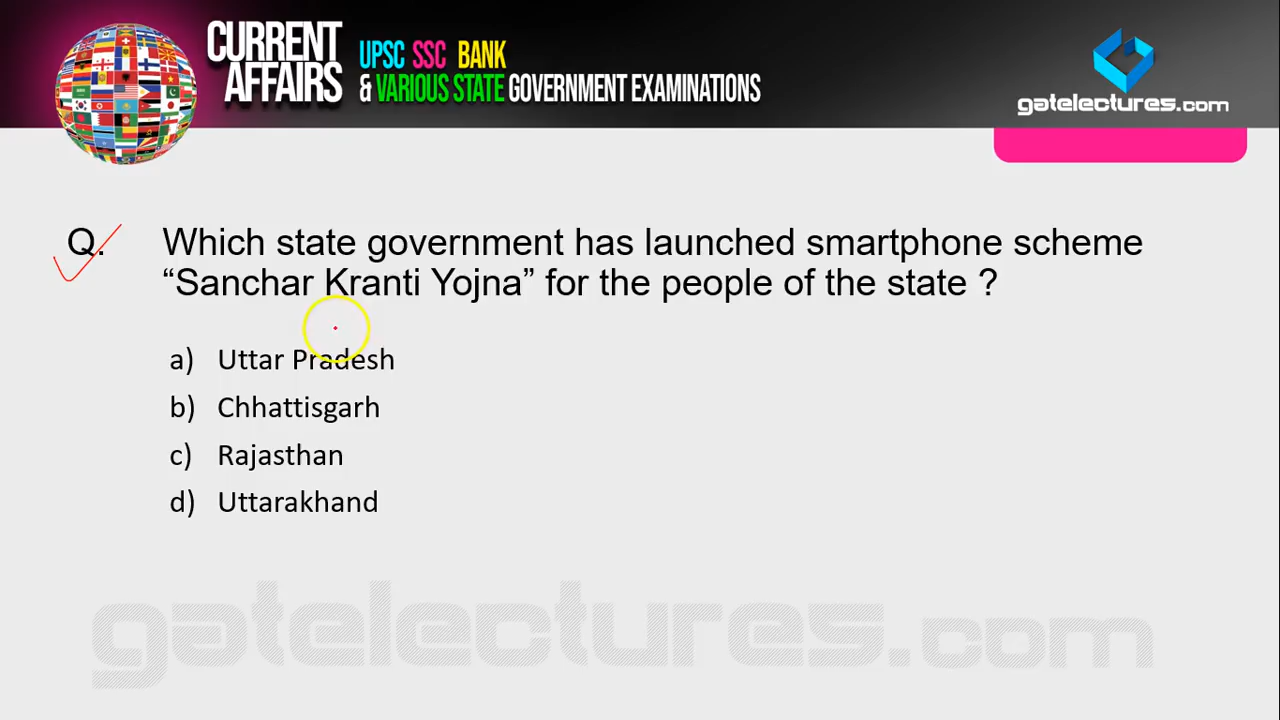 CURRENT
AFFAIRS
UPSC SSC BANK
& VARIOUS STATE GOVERNMENT EXAMINATIONS
gatelectures.com
Q. Which state government has launched smartphone scheme
“Sanchar Kranti Yojna” for the people of the state ?
a) Uttar Pradesh
b) Chhattisgarh
c) Rajasthan
d) Uttarakhand
gatelectures.com